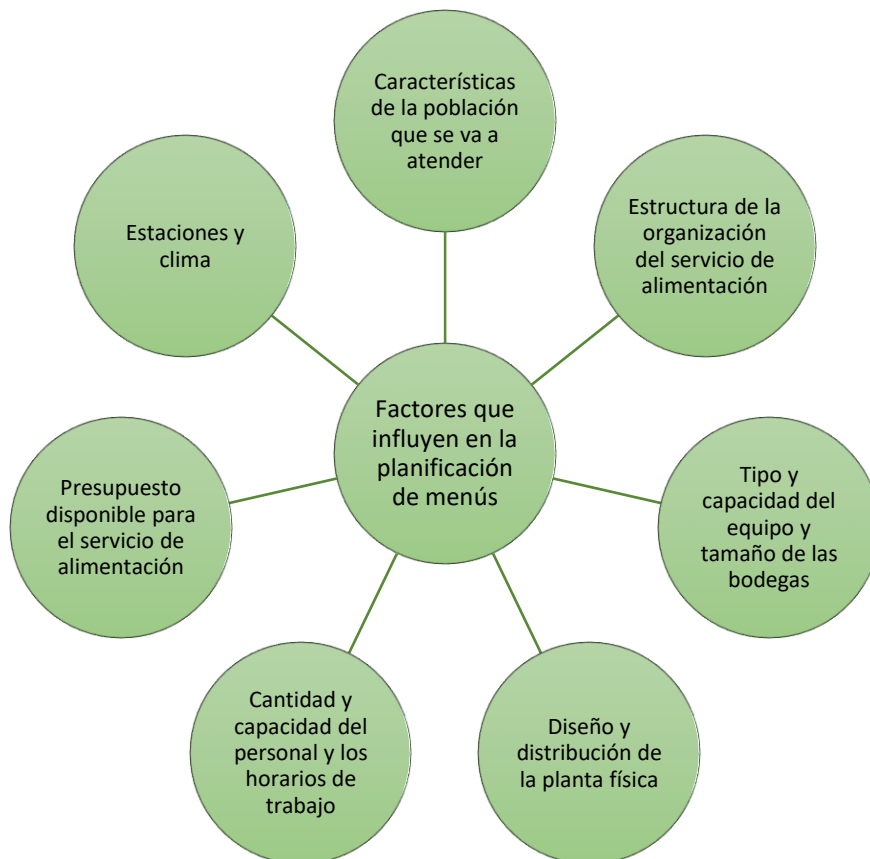 Factores que
influyen en la
planificación
de menús
Características
de la población
que se va a
atender
Estructura de la
organización
del servicio de
alimentación
Tipo y
capacidad del
equipo y
tamaño de las
bodegas
Diseño y
distribución de
la planta física
Cantidad y
capacidad del
personal y los
horarios de
trabajo
Presupuesto
disponible para
el servicio de
alimentación
Estaciones y
clima